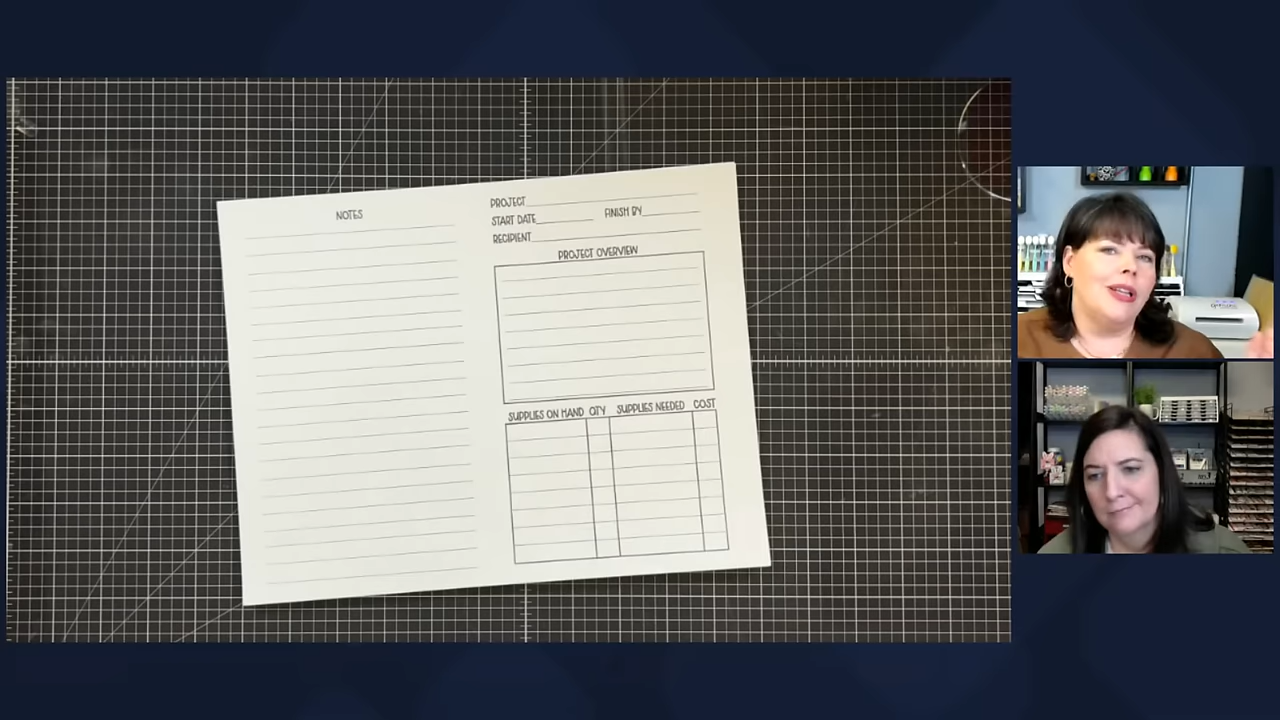 NOTES
PROJECT
START DATE FINISH BY
RECIPIENT
PROJECT OVERVIEW
SUPPLIES ON HAND QTY SUPPLIES NEEDED COST